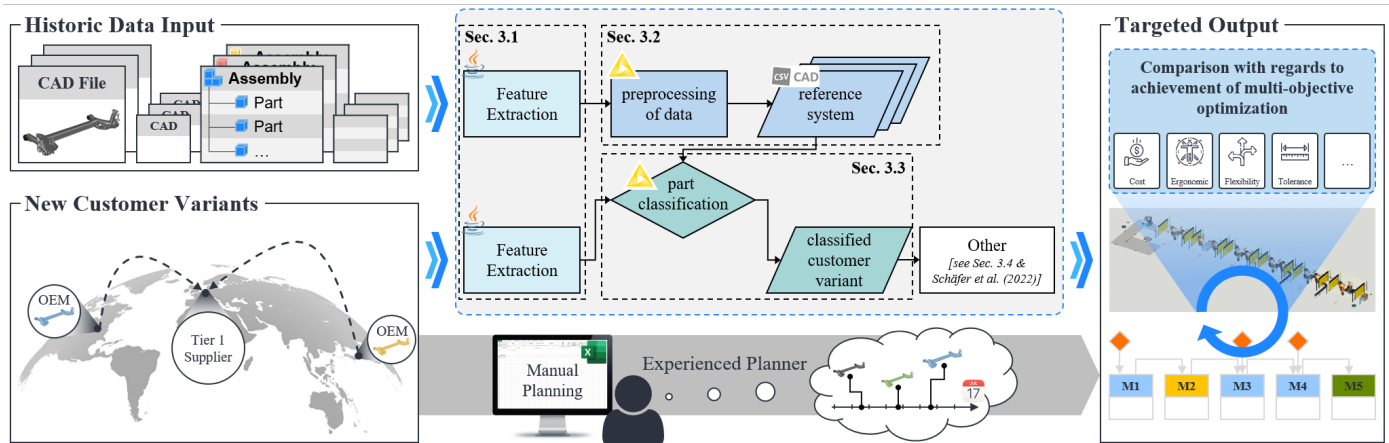 Historic Data Input
CAD File
CAD
CAD
Assembly
Assembly
Part
Part
...
New Customer Variants
OEM
Tier 1
Supplier
OEM
Sec. 3.1
Feature
Extraction
Feature
Extraction
Sec. 3.2
preprocessing
of data
CSV
CAD
reference
system
Sec. 3.3
part
classification
classified
customer
variant
Other
[see Sec. 3.4 &
Schäfer et al. (2022)]
Manual
Planning
X
Experienced Planner
JUL
17
Targeted Output
Comparison with regards to
achievement of multi-objective
optimization
Cost
Ergonomic
Flexibility
Tolerance
...
M1
M2
M3
M4
M5